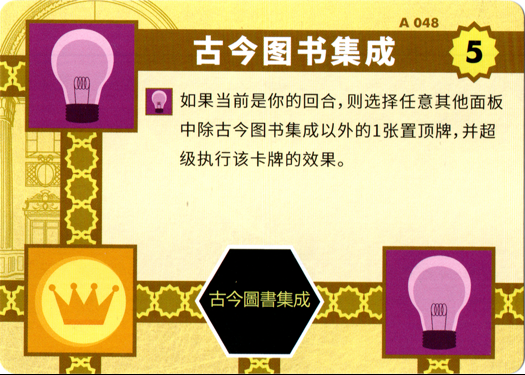 A 048
古今图书集成
5
如果当前是你的回合，则选择任意其他面板
中除古今图书集成以外的1张置顶牌，并超
级执行该卡牌的效果。
古今圖書集成